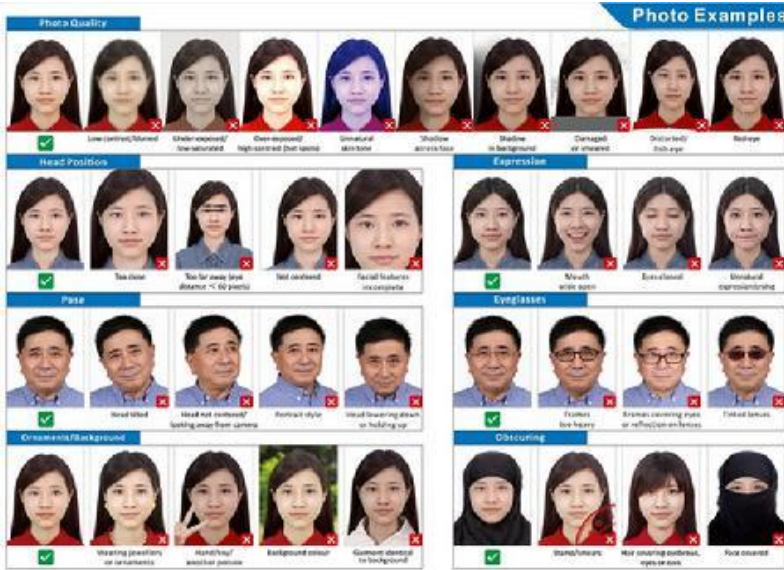 Photo Examples
Photo Quality
Low contrast/blurred
Under-exposed/
low-saturated
Over-exposed/
high-contrast (hot spots)
Unnatural
skin tone
Shadow
across face
Shadow
in background
Damaged
or smeared
Distorted/
fish eye
Red eye
Head Position
Too close
Too far away (eye
distance < 60 pixels)
Not centered
Facial features
incomplete
Expression
Mouth
wide open
Eyes closed
Unnatural
expression
Pose
Head tilted
Head not centered/
looking away from camera
Portrait style
Head lowering down
or holding up
Eyeglasses
Frames
too heavy
Frames covering eyes
or reflection on lenses
Tinted lenses
Ornaments/Background
Wearing jewellery
or ornaments
Hand/toy/
another person
Background colour
Garment identical
to background
Obscuring
Hair covering eyebrows,
eyes or ears
Face covered